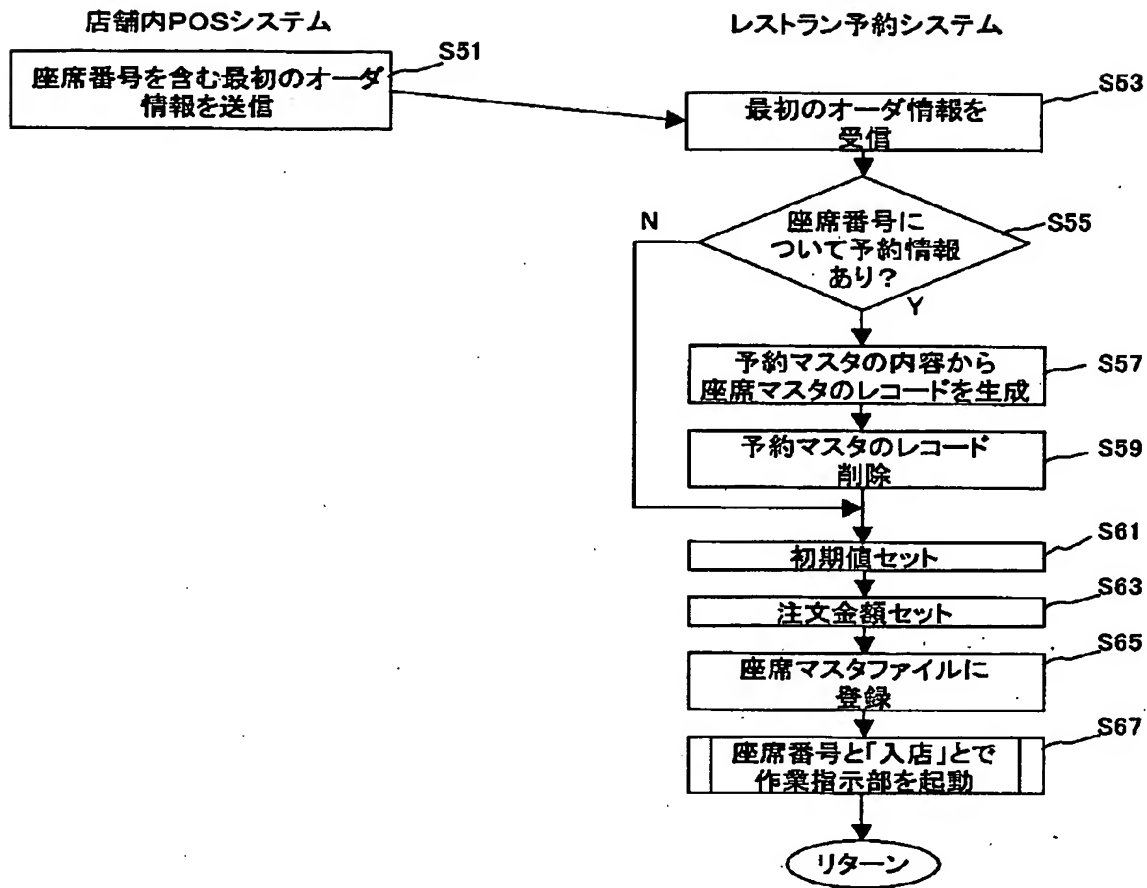 店舗内POSシステム
レストラン予約システム
S51
座席番号を含む最初のオーダ
情報を送信
S53
最初のオーダ情報を
受信
S55
座席番号に
ついて予約情報
あり?
N
Y
S57
予約マスタの内容から
座席マスタのレコードを生成
S59
予約マスタのレコード
削除
S61
初期値セット
S63
注文金額セット
S65
座席マスタファイルに
登録
S67
座席番号と「入店」とで
作業指示部を起動
リターン